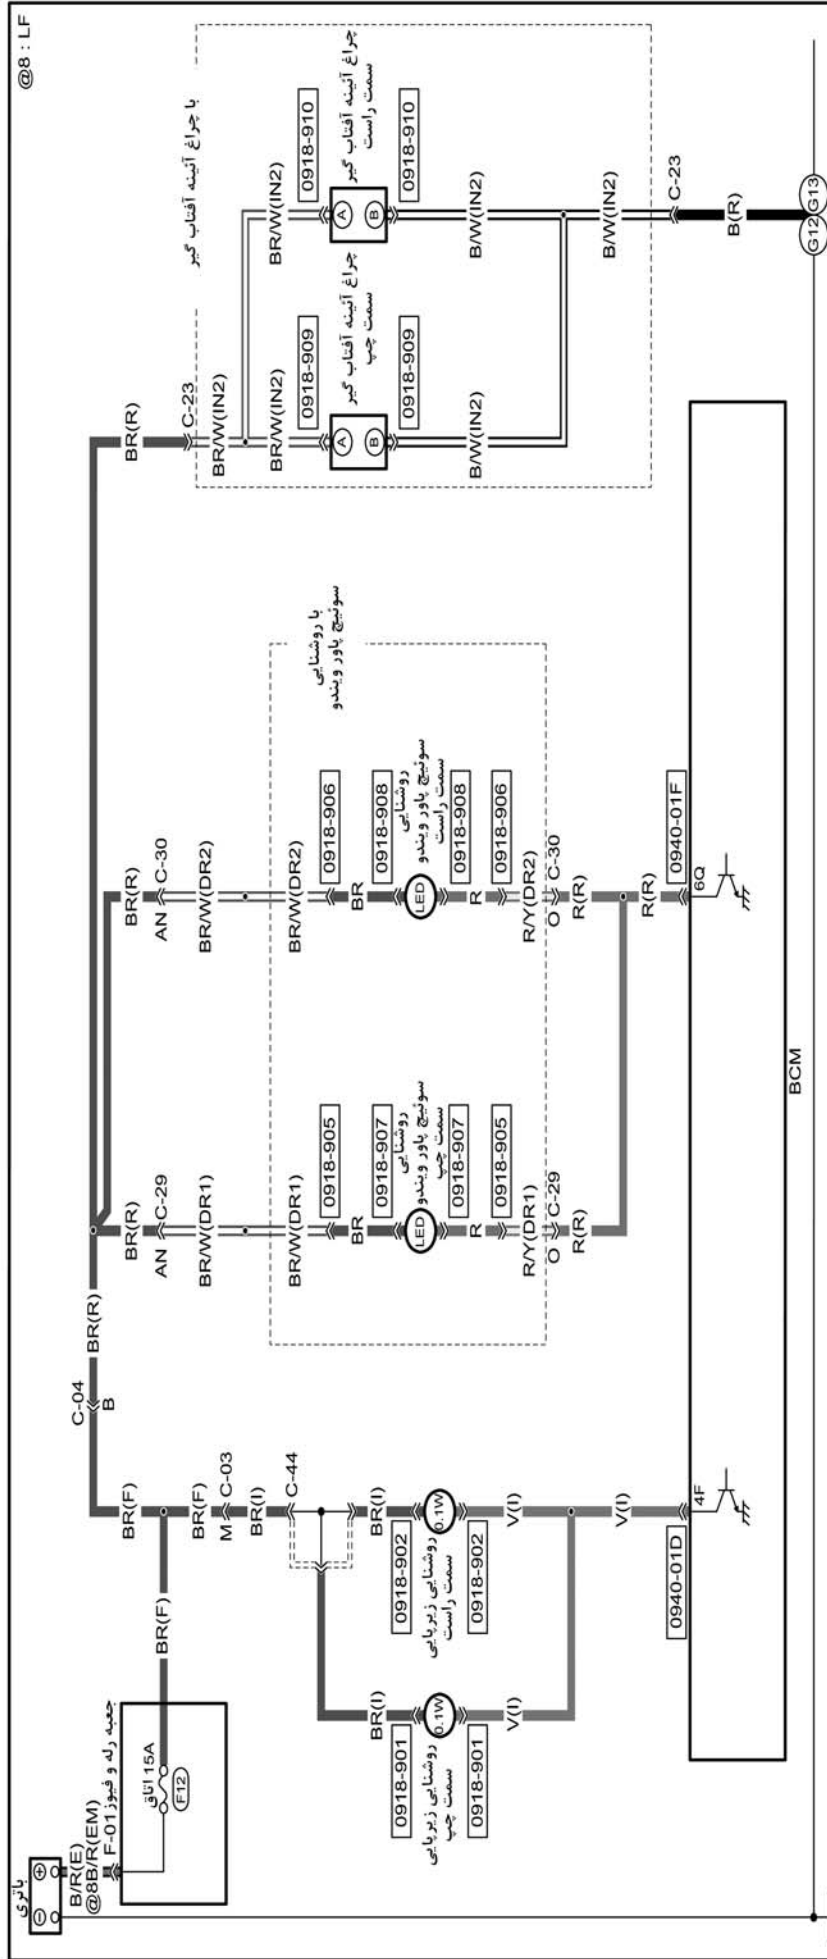 @8 : LF
باتری
B/R(E)
@8B/R(EM)
F-01
جعبه رله و فیوز
15A اتاق
F12
BR(F)
BR(F)
BR(F)
M
C-03
BR(I)
C-44
BR(I)
BR(I)
0918-901
0.1W
روشنایی زیرپایی
سمت چپ
0918-901
V(I)
0918-902
0.1W
روشنایی زیرپایی
سمت راست
0918-902
V(I)
V(I)
0940-01D
4F
C-04
B
BR(R)
BR(R)
AN
C-29
BR/W(DR1)
BR/W(DR1)
0918-905
BR
0918-907
LED
روشنایی
سوئیچ پاور ویندو
سمت چپ
0918-907
R
0918-905
R/Y(DR1)
O
C-29
R(R)
BR(R)
AN
C-30
BR/W(DR2)
BR/W(DR2)
0918-906
BR
0918-908
LED
روشنایی
سوئیچ پاور ویندو
سمت راست
0918-908
R
0918-906
R/Y(DR2)
O
C-30
R(R)
R(R)
0940-01F
6Q
با روشنایی
سوئیچ پاور ویندو
BCM
BR(R)
C-23
BR/W(IN2)
BR/W(IN2)
BR/W(IN2)
با چراغ آئینه آفتاب گیر
0918-909
A
B
چراغ آئینه آفتاب گیر
سمت چپ
0918-909
B/W(IN2)
0918-910
A
B
چراغ آئینه آفتاب گیر
سمت راست
0918-910
B/W(IN2)
B/W(IN2)
C-23
B(R)
G12
G13